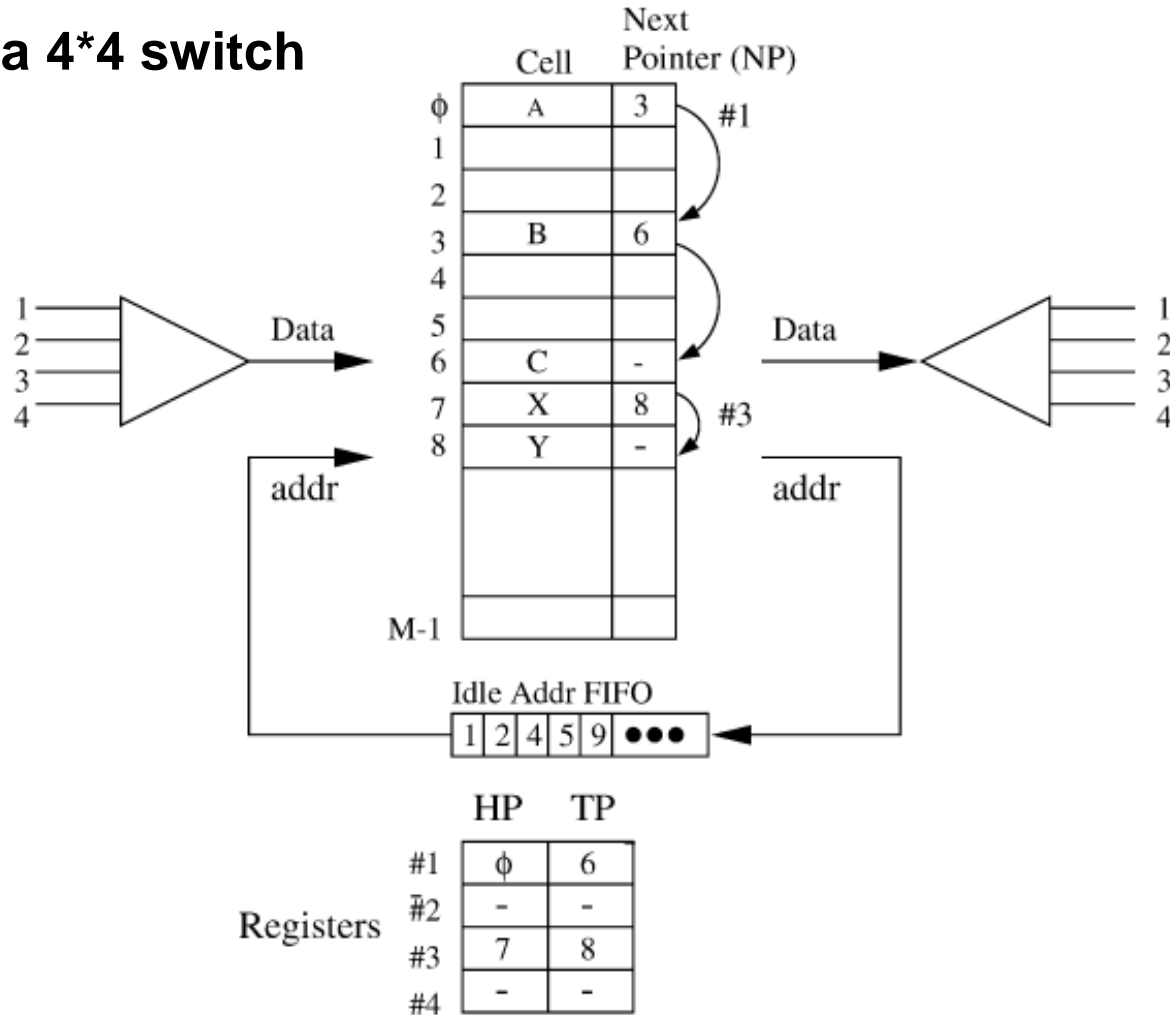 a 4*4 switch
Next
Cell Pointer (NP)
ϕ A 3 #1
1
2
3 B 6
4
5
6 C -
7 X 8 #3
8 Y -
M-1
1
2
3
4
Data
addr
Data
addr
1
2
3
4
Idle Addr FIFO
1 2 4 5 9 •••
HP TP
Registers
#1 ϕ 6
#2 - -
#3 7 8
#4 - -